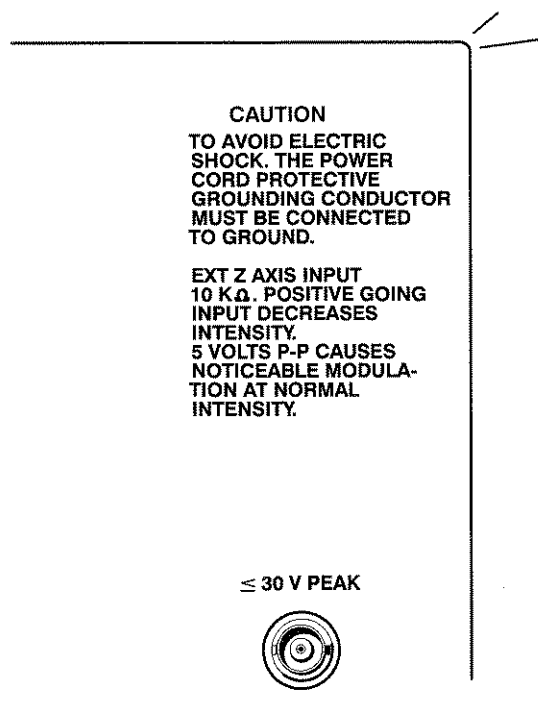 CAUTION
TO AVOID ELECTRIC
SHOCK. THE POWER
CORD PROTECTIVE
GROUNDING CONDUCTOR
MUST BE CONNECTED
TO GROUND.
EXT Z AXIS INPUT
10 KΩ. POSITIVE GOING
INPUT DECREASES
INTENSITY.
5 VOLTS P-P CAUSES
NOTICEABLE MODULA-
TION AT NORMAL
INTENSITY.
≤ 30 V PEAK